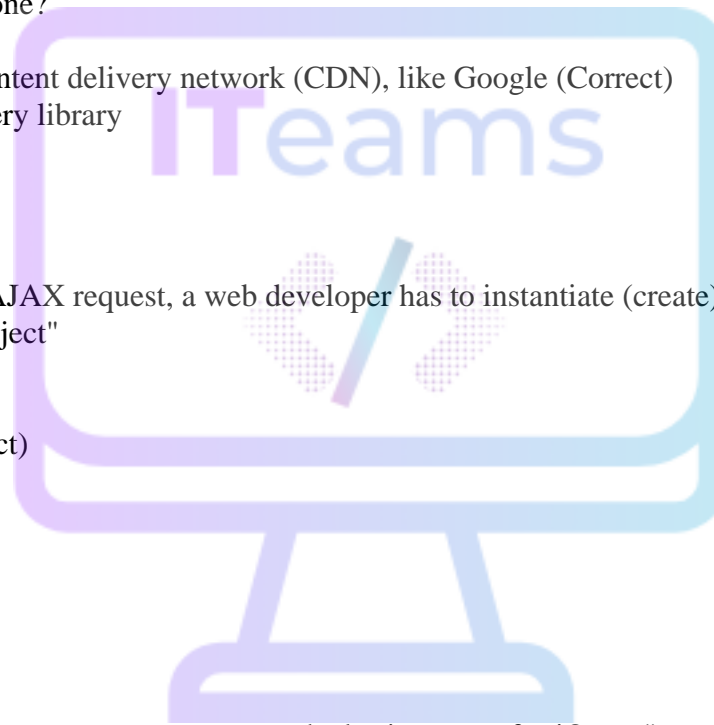 one?
ntent delivery network (CDN), like Google (Correct)
ery library
ITeams
AJAX request, a web developer has to instantiate (create)
ject"
ct)